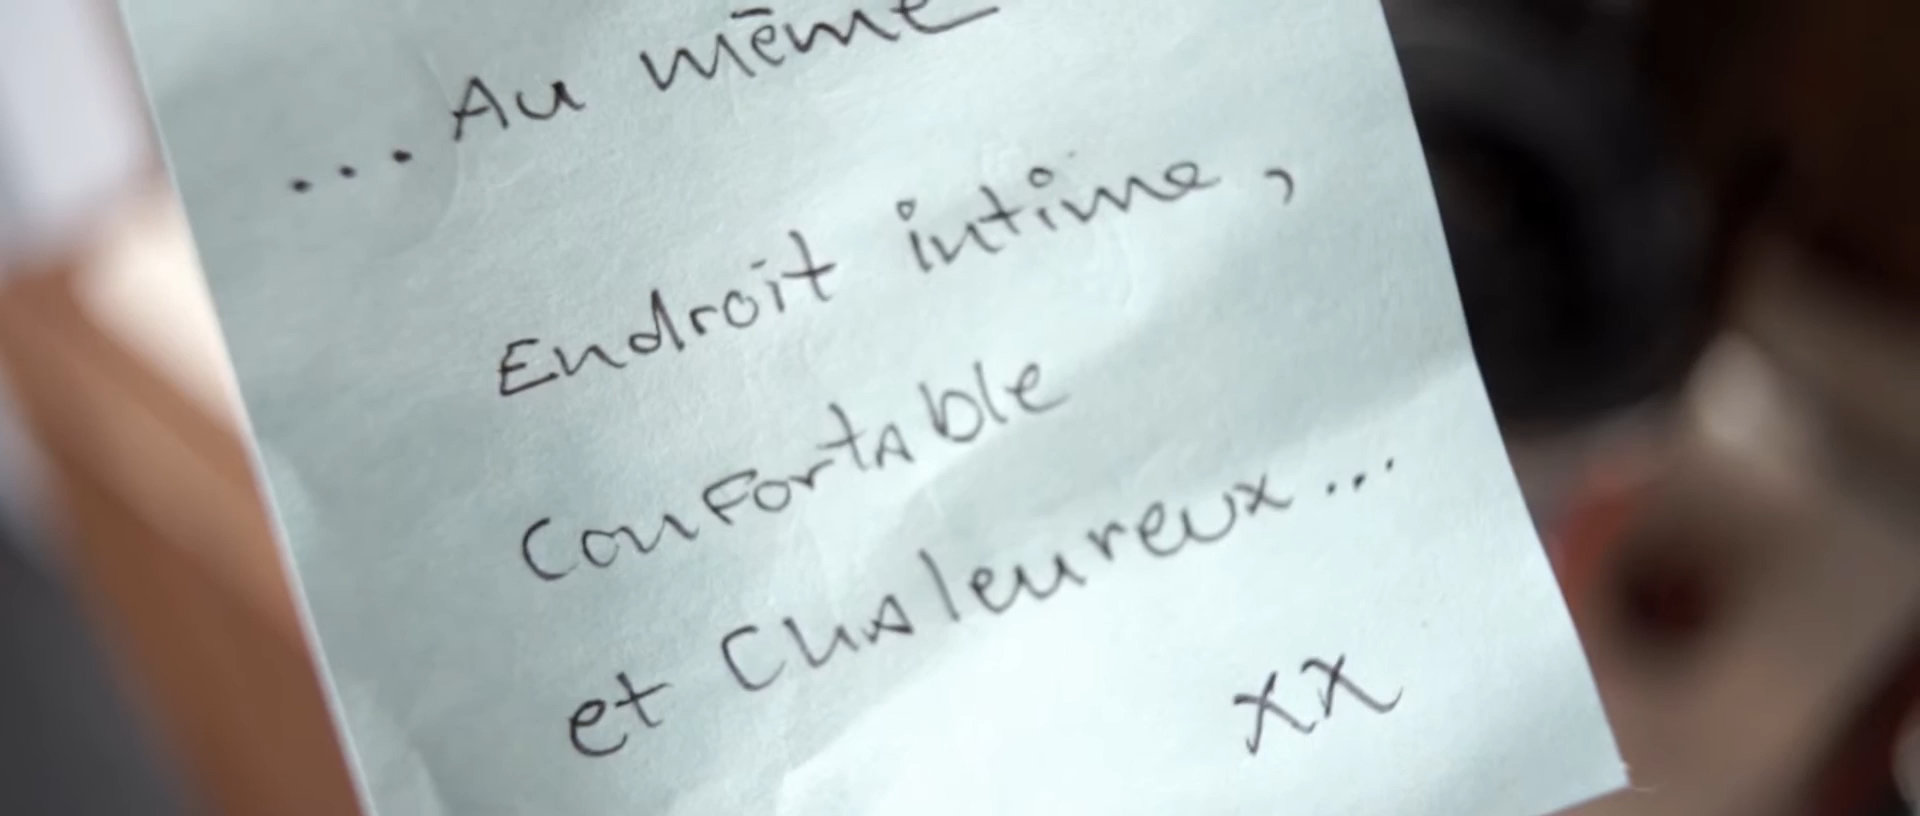 ... Au même
Endroit intime,
Confortable
et Chaleureux...
xx